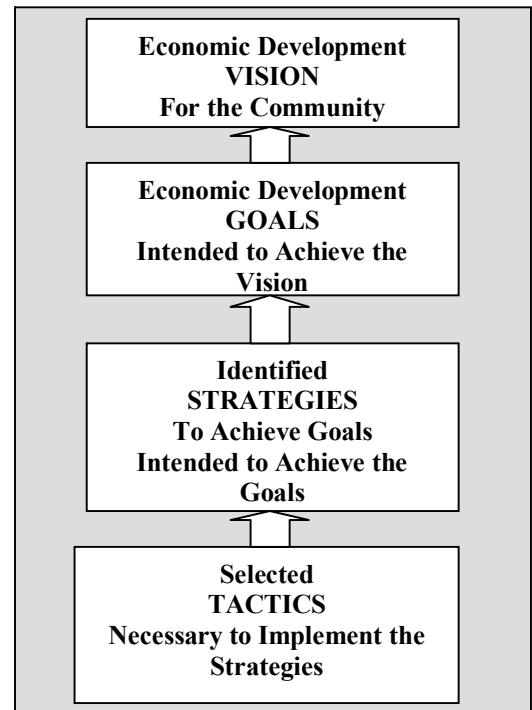 Economic Development
VISION
For the Community
Economic Development
GOALS
Intended to Achieve the
Vision
Identified
STRATEGIES
To Achieve Goals
Intended to Achieve the
Goals
Selected
TACTICS
Necessary to Implement the
Strategies